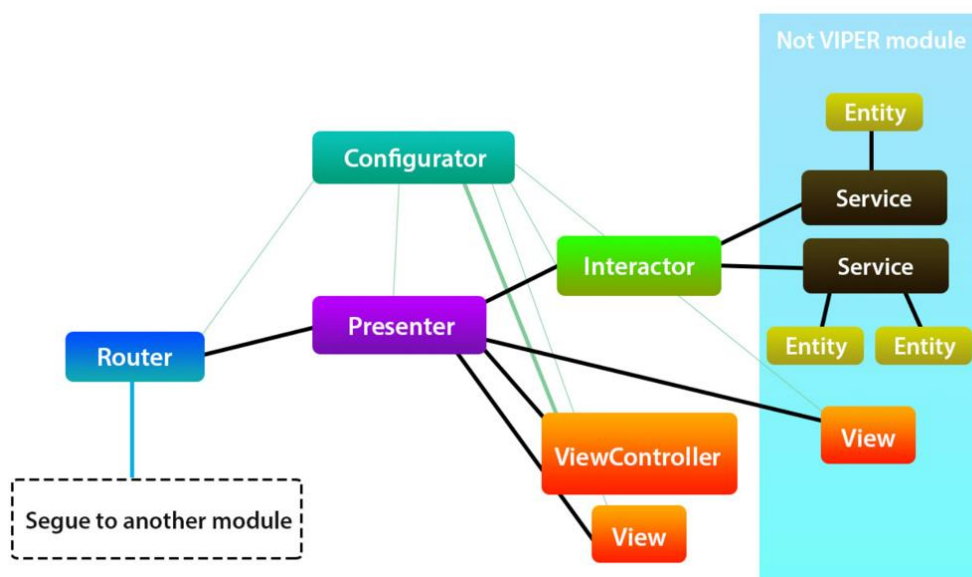 Not VIPER module
Entity
Configurator
Service
Interactor
Service
Presenter
Router
Entity
Entity
View
ViewController
Segue to another module
View